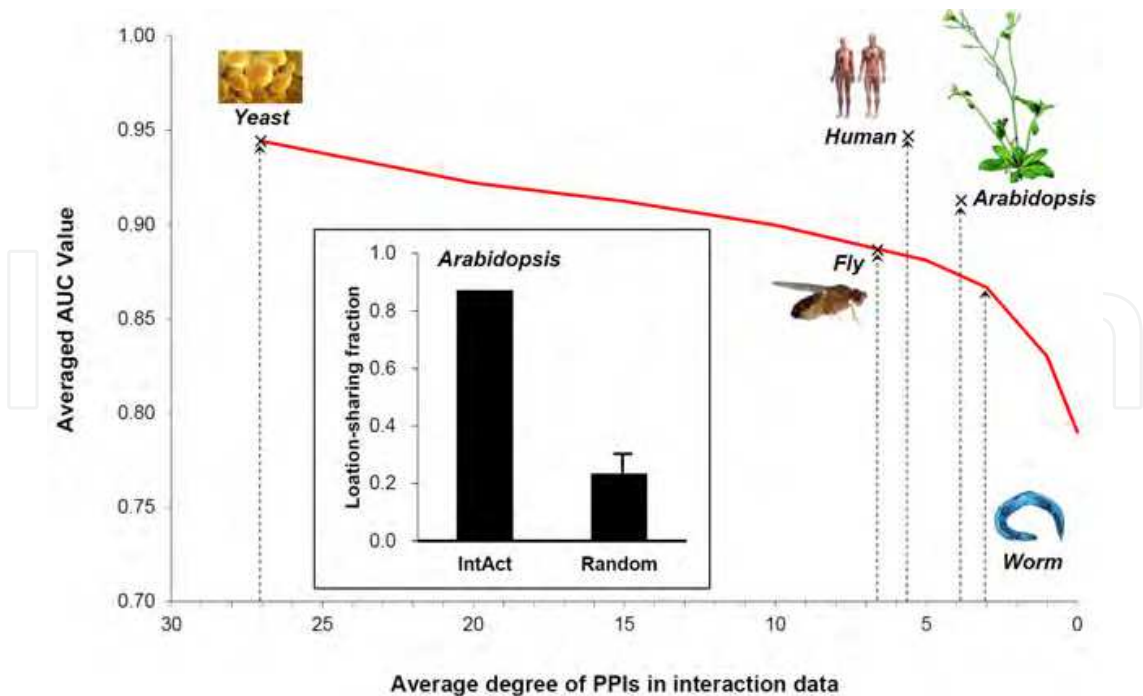 1.00
0.95
0.90
0.85
0.80
0.75
0.70
Averaged AUC Value
Yeast
Human
Arabidopsis
Fly
Worm
Arabidopsis
1.0
0.8
0.6
0.4
0.2
0.0
Loation-sharing fraction
IntAct Random
30 25 20 15 10 5 0
Average degree of PPIs in interaction data